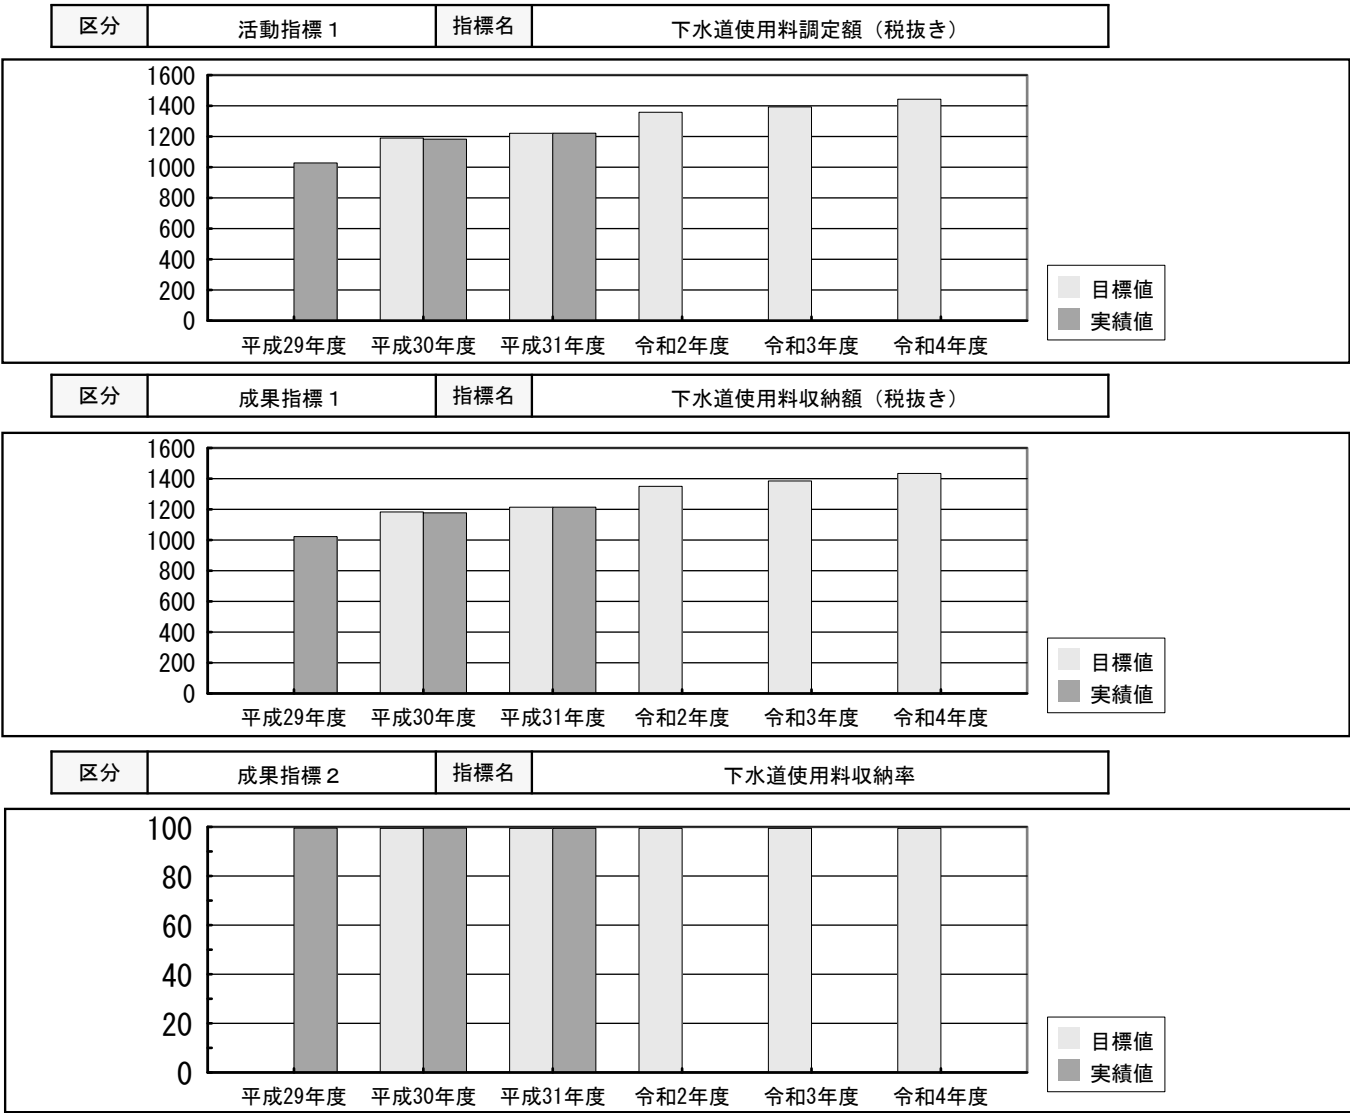 区分 活動指標１ 指標名 下水道使用料調定額（税抜き）
1600
1400
1200
1000
800
600
400
200
0
平成29年度 平成30年度 平成31年度 令和2年度 令和3年度 令和4年度
目標値
実績値
区分 成果指標１ 指標名 下水道使用料収納額（税抜き）
1600
1400
1200
1000
800
600
400
200
0
平成29年度 平成30年度 平成31年度 令和2年度 令和3年度 令和4年度
目標値
実績値
区分 成果指標２ 指標名 下水道使用料収納率
100
80
60
40
20
0
平成29年度 平成30年度 平成31年度 令和2年度 令和3年度 令和4年度
目標値
実績値